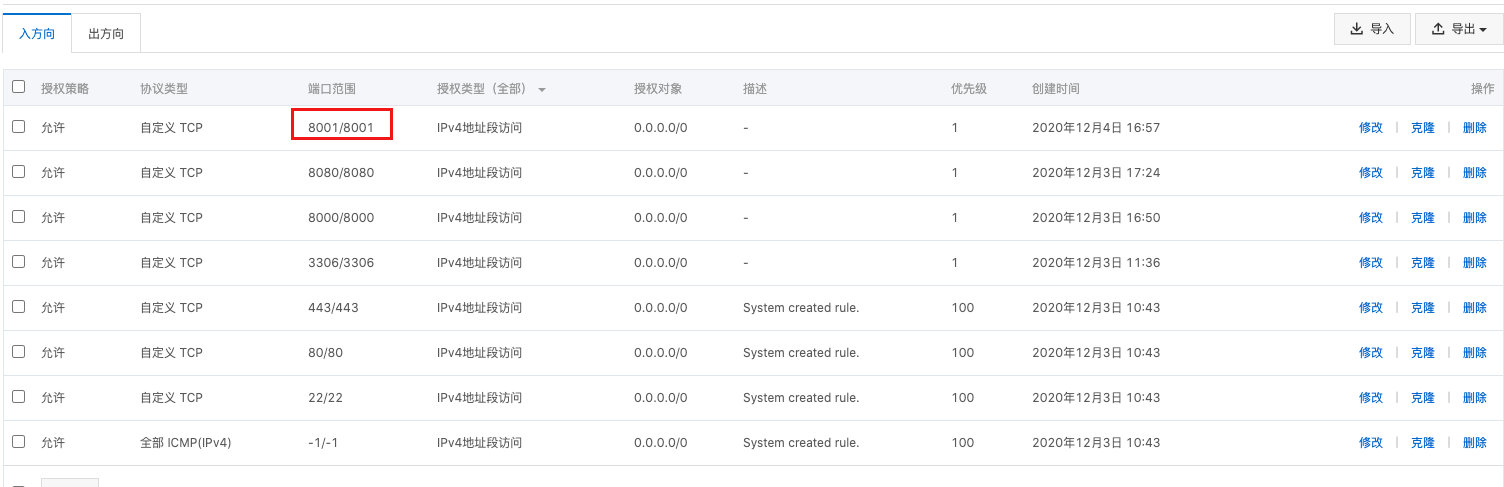 入方向 出方向 导入 导出
授权策略 协议类型 端口范围 授权类型（全部） 授权对象 描述 优先级 创建时间 操作
允许 自定义 TCP 8001/8001 IPv4地址段访问 0.0.0.0/0 - 1 2020年12月4日 16:57 修改 | 克隆 | 删除
允许 自定义 TCP 8080/8080 IPv4地址段访问 0.0.0.0/0 - 1 2020年12月3日 17:24 修改 | 克隆 | 删除
允许 自定义 TCP 8000/8000 IPv4地址段访问 0.0.0.0/0 - 1 2020年12月3日 16:50 修改 | 克隆 | 删除
允许 自定义 TCP 3306/3306 IPv4地址段访问 0.0.0.0/0 - 1 2020年12月3日 11:36 修改 | 克隆 | 删除
允许 自定义 TCP 443/443 IPv4地址段访问 0.0.0.0/0 System created rule. 100 2020年12月3日 10:43 修改 | 克隆 | 删除
允许 自定义 TCP 80/80 IPv4地址段访问 0.0.0.0/0 System created rule. 100 2020年12月3日 10:43 修改 | 克隆 | 删除
允许 自定义 TCP 22/22 IPv4地址段访问 0.0.0.0/0 System created rule. 100 2020年12月3日 10:43 修改 | 克隆 | 删除
允许 全部 ICMP(IPv4) -1/-1 IPv4地址段访问 0.0.0.0/0 System created rule. 100 2020年12月3日 10:43 修改 | 克隆 | 删除